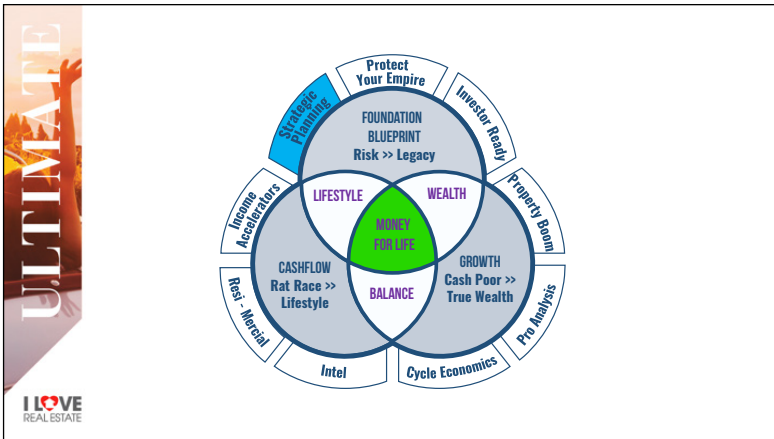 ULTIMATE
Protect
Your Empire
Strategic
Planning
Investor Ready
FOUNDATION
BLUEPRINT
Risk >> Legacy
LIFESTYLE
WEALTH
Income
Accelerators
Property Boom
MONEY
FOR LIFE
CASHFLOW
Rat Race >>
Lifestyle
GROWTH
Cash Poor >>
True Wealth
BALANCE
Resi - Mercial
Pro Analysis
Intel
Cycle Economics
I LOVE
REAL ESTATE